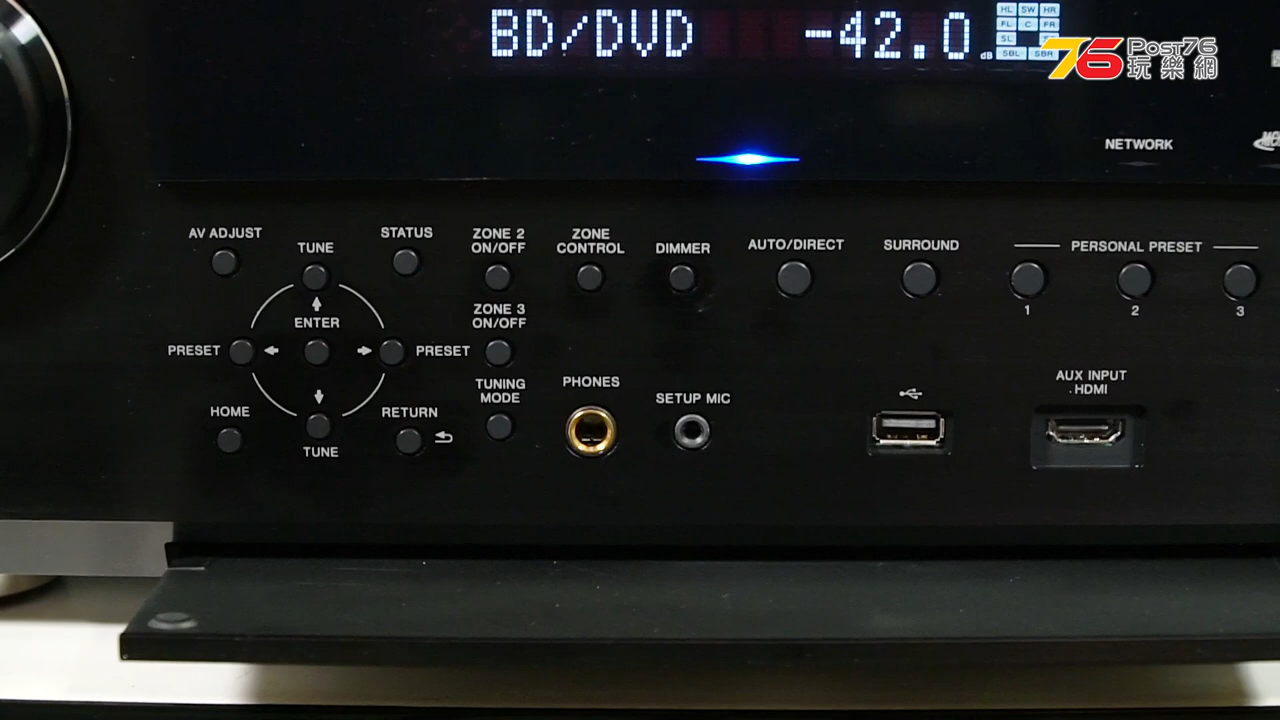 BD/DVD -42.0 dB
HL SW HR
FL C FR
SL
SBL SBR
76 Post76
玩樂網
NETWORK
AV ADJUST
TUNE
STATUS
ZONE 2
ON/OFF
ZONE
CONTROL
DIMMER
AUTO/DIRECT
SURROUND
PERSONAL PRESET
1 2 3
ENTER
ZONE 3
ON/OFF
PRESET
PRESET
HOME
RETURN
TUNE
TUNING
MODE
PHONES
SETUP MIC
AUX INPUT
HDMI